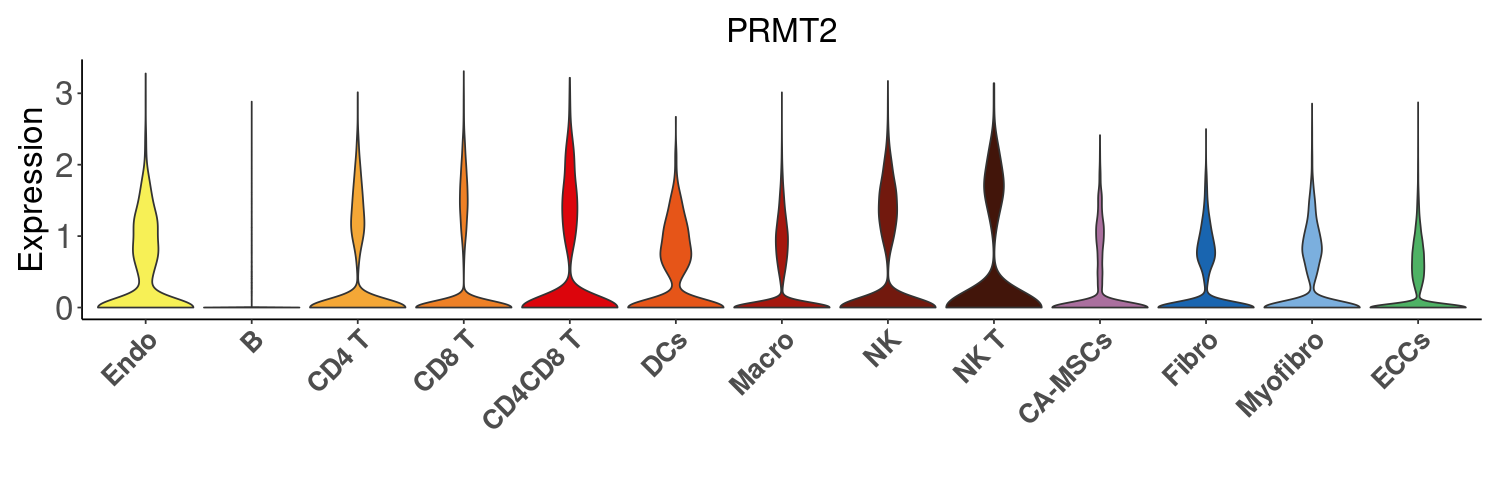 PRMT2
Expression
3
2
1
0
Endo
B
CD4 T
CD8 T
CD4CD8 T
DCs
Macro
NK
NK T
CA-MSCs
Fibro
Myofibro
ECCs